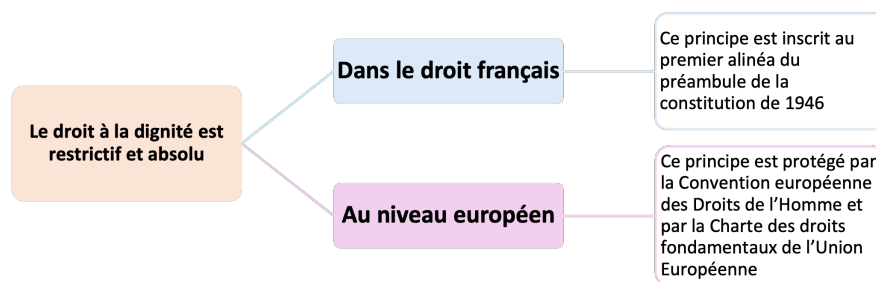 Le droit à la dignité est
restrictif et absolu
Dans le droit français
Ce principe est inscrit au
premier alinéa du
préambule de la
constitution de 1946
Au niveau européen
Ce principe est protégé par
la Convention européenne
des Droits de l’Homme et
par la Charte des droits
fondamentaux de l’Union
Européenne